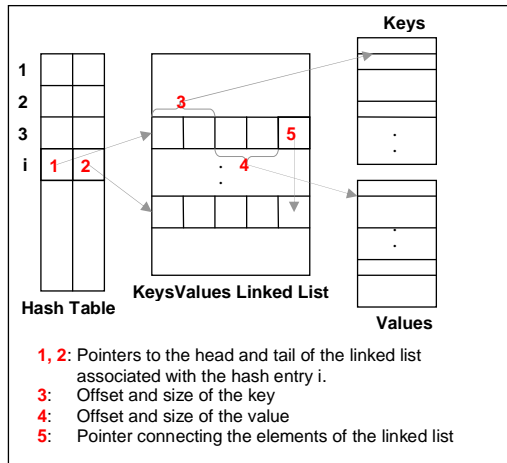 Keys
1
2
3
i
1 2
3
5
4
:
:
:
Hash Table
KeysValues Linked List
Values
1, 2: Pointers to the head and tail of the linked list
associated with the hash entry i.
3: Offset and size of the key
4: Offset and size of the value
5: Pointer connecting the elements of the linked list